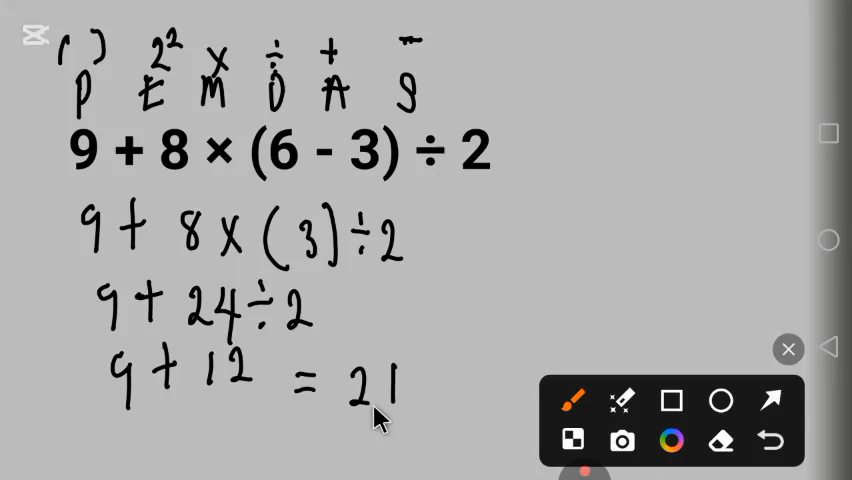 ( ) 2² × ÷ + -
P E M D A S
9 + 8 × (6 - 3) ÷ 2
9 + 8 × (3) ÷ 2
9 + 24 ÷ 2
9 + 12 = 21